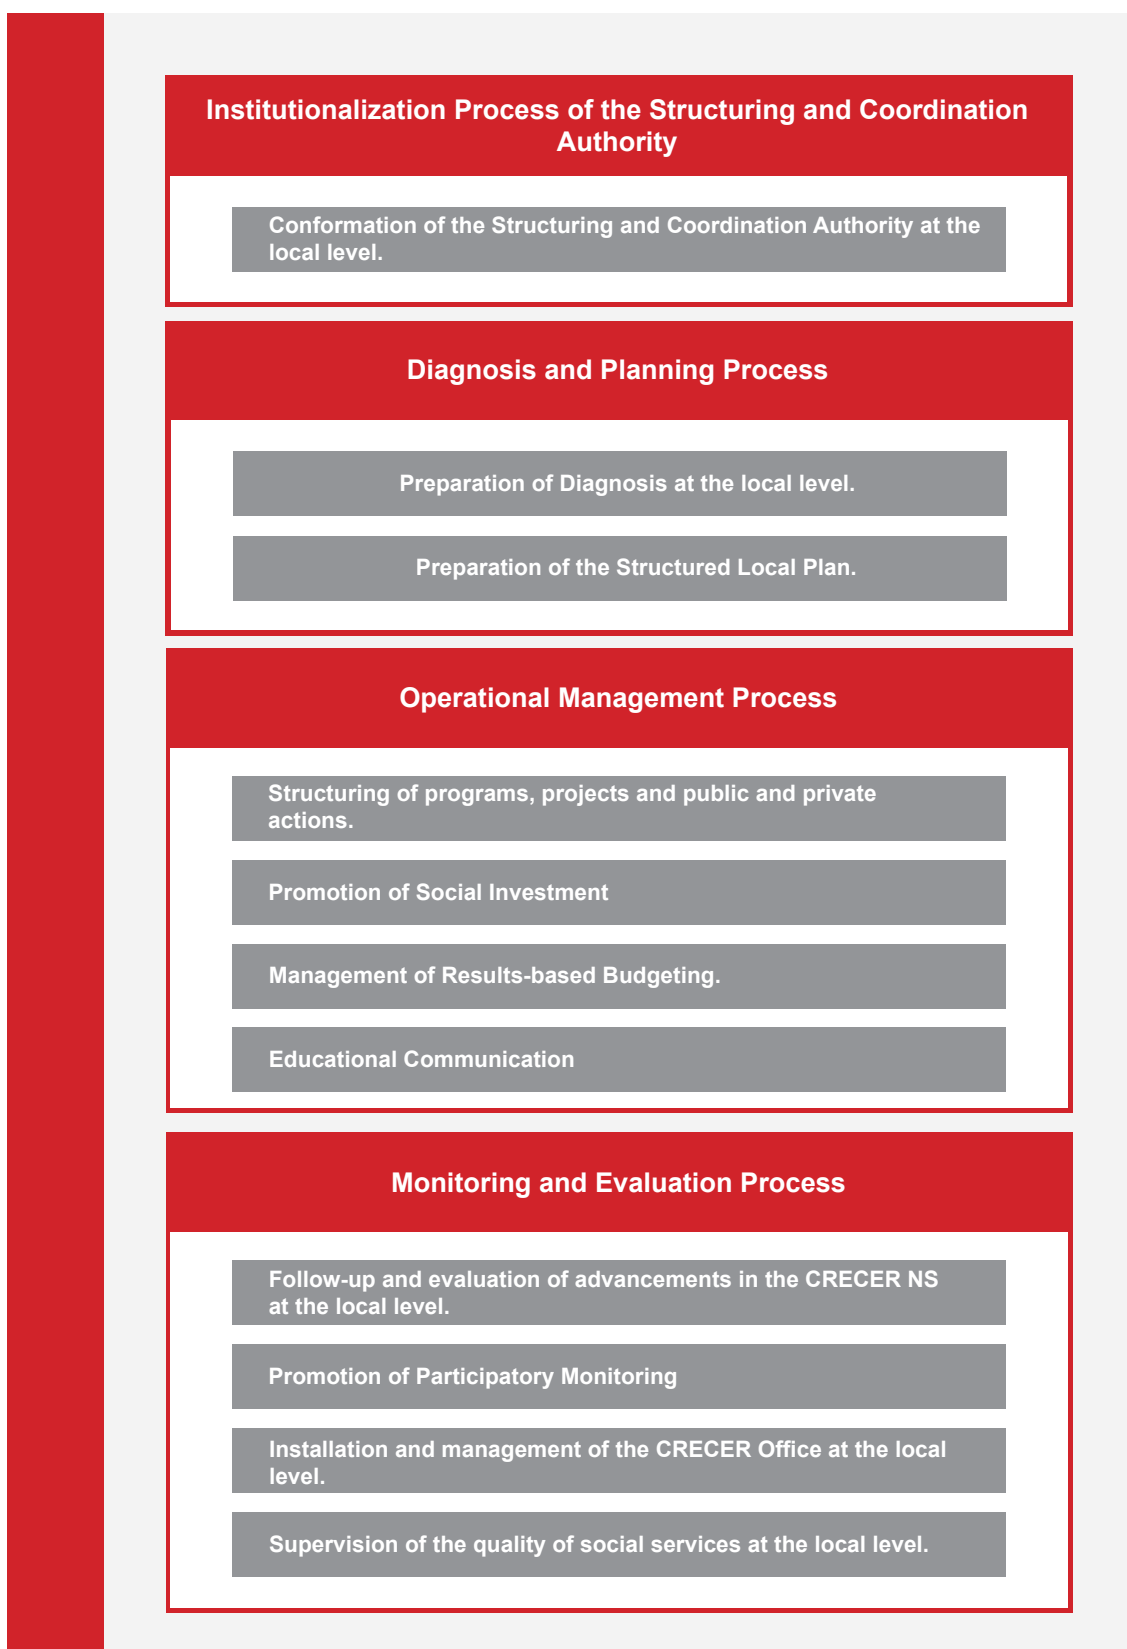 Institutionalization Process of the Structuring and Coordination
Authority
Conformation of the Structuring and Coordination Authority at the
local level.
Diagnosis and Planning Process
Preparation of Diagnosis at the local level.
Preparation of the Structured Local Plan.
Operational Management Process
Structuring of programs, projects and public and private
actions.
Promotion of Social Investment
Management of Results-based Budgeting.
Educational Communication
Monitoring and Evaluation Process
Follow-up and evaluation of advancements in the CRECER NS
at the local level.
Promotion of Participatory Monitoring
Installation and management of the CRECER Office at the local
level.
Supervision of the quality of social services at the local level.